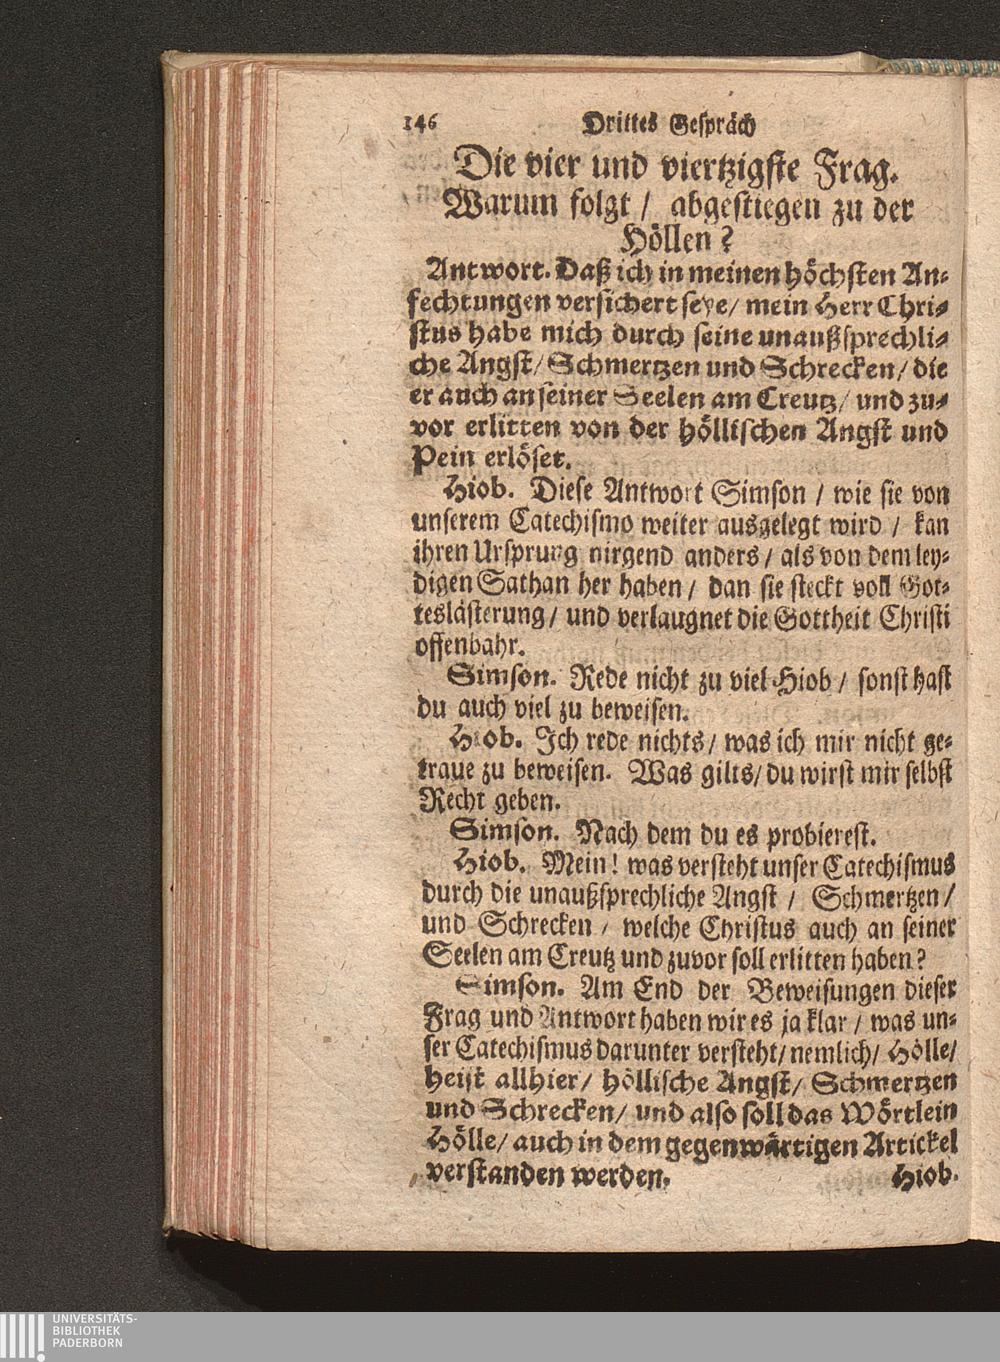 146 Drittes Gespräch
Die vier und viertzigste Frag.
Warum folgt / abgestiegen zu der
Höllen?
Antwort. Daß ich in meinen höchsten An-
fechtungen versichert seye / mein Herr Chri-
stus habe mich durch seine unaußsprechli-
che Angst / Schmertzen und Schrecken / die
er auch an seiner Seelen am Creutz / und zu-
vor erlitten von der höllischen Angst und
Pein erlöset.
Hiob. Diese Antwort Simson / wie sie von
unserem Catechismo weiter ausgelegt wird / kan
ihren Ursprung nirgend anders / als von dem ley-
digen Sathan her haben / dan sie steckt voll Got-
teslästerung / und verlaugnet die Gottheit Christi
offenbahr.
Simson. Rede nicht zu viel Hiob / sonst hast
du auch viel zu beweisen.
Hiob. Ich rede nichts / was ich mir nicht ge-
traue zu beweisen. Was gilts / du wirst mir selbst
Recht geben.
Simson. Nach dem du es probierest.
Hiob. Mein! was versteht unser Catechismus
durch die unaußsprechliche Angst / Schmertzen /
und Schrecken / welche Christus auch an seiner
Seelen am Creutz und zuvor soll erlitten haben?
Simson. Am End der Beweisungen dieser
Frag und Antwort haben wir es ja klar / was un-
ser Catechismus darunter versteht / nemlich / Hölle /
heist allhier / höllische Angst / Schmertzen
und Schrecken / und also soll das Wörtlein
Hölle / auch in dem gegenwärtigen Artickel
verstanden werden. Hiob.
UNIVERSITÄTS-
BIBLIOTHEK
PADERBORN